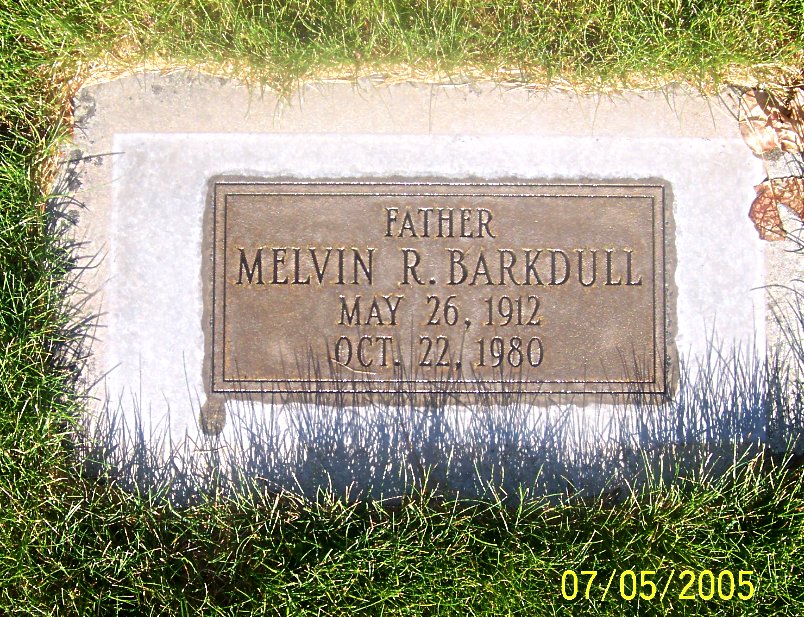 FATHER
MELVIN R. BARKDULL
MAY 26, 1912
OCT. 22, 1980
07/05/2005